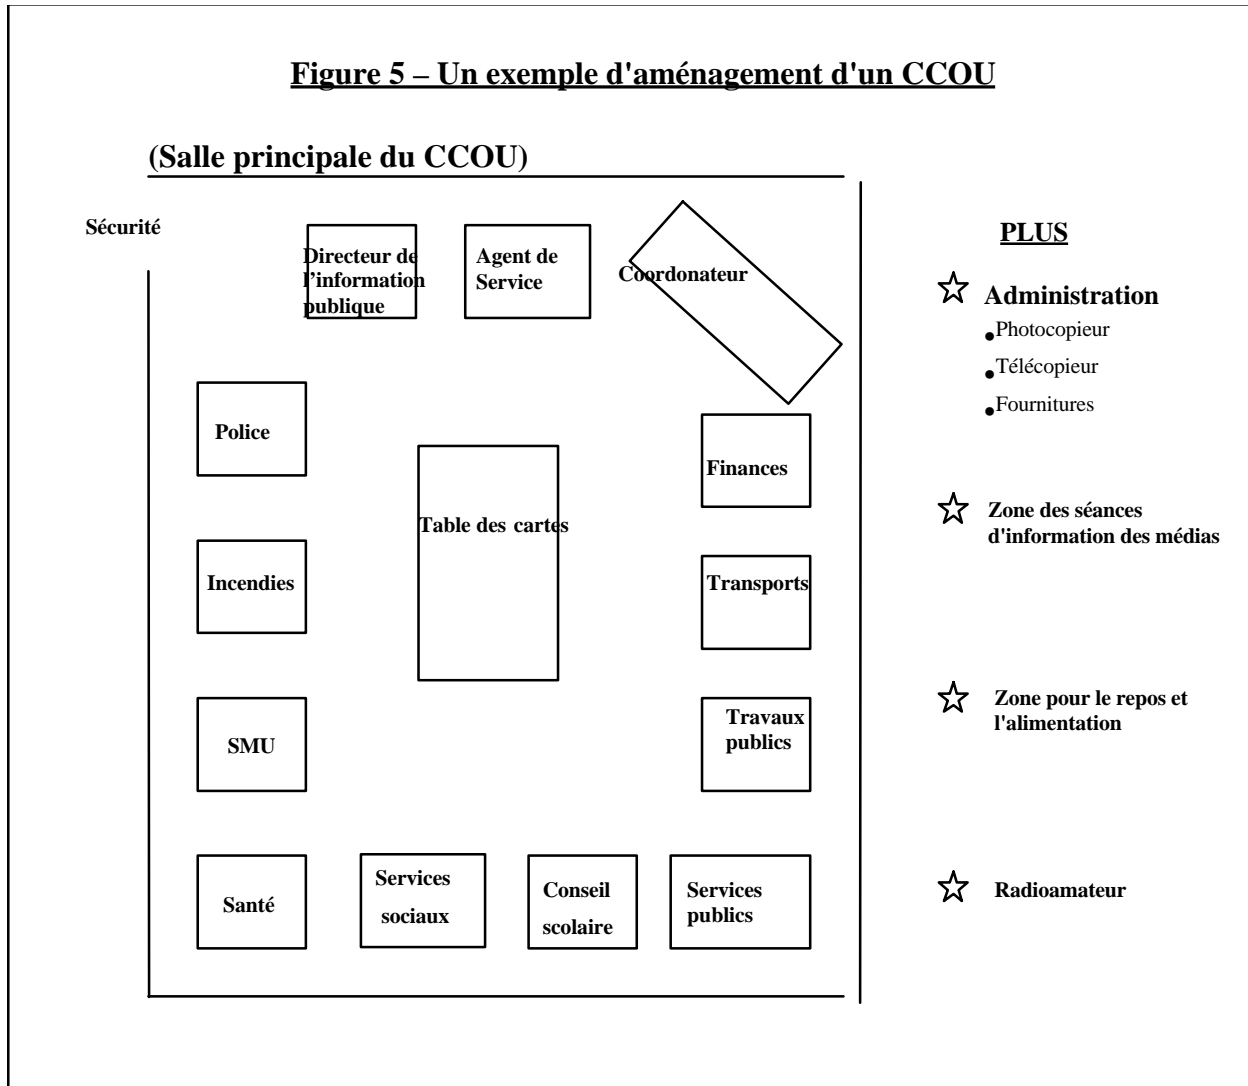 Figure 5 – Un exemple d'aménagement d'un CCOU
(Salle principale du CCOU)
Sécurité
Directeur de
l’information
publique
Agent de
Service
Coordonateur
Police
Table des cartes
Finances
Incendies
Transports
SMU
Travaux
publics
Santé
Services
sociaux
Conseil
scolaire
Services
publics
PLUS
Administration
•Photocopieur
•Télécopieur
•Fournitures
Zone des séances
d'information des médias
Zone pour le repos et
l'alimentation
Radioamateur